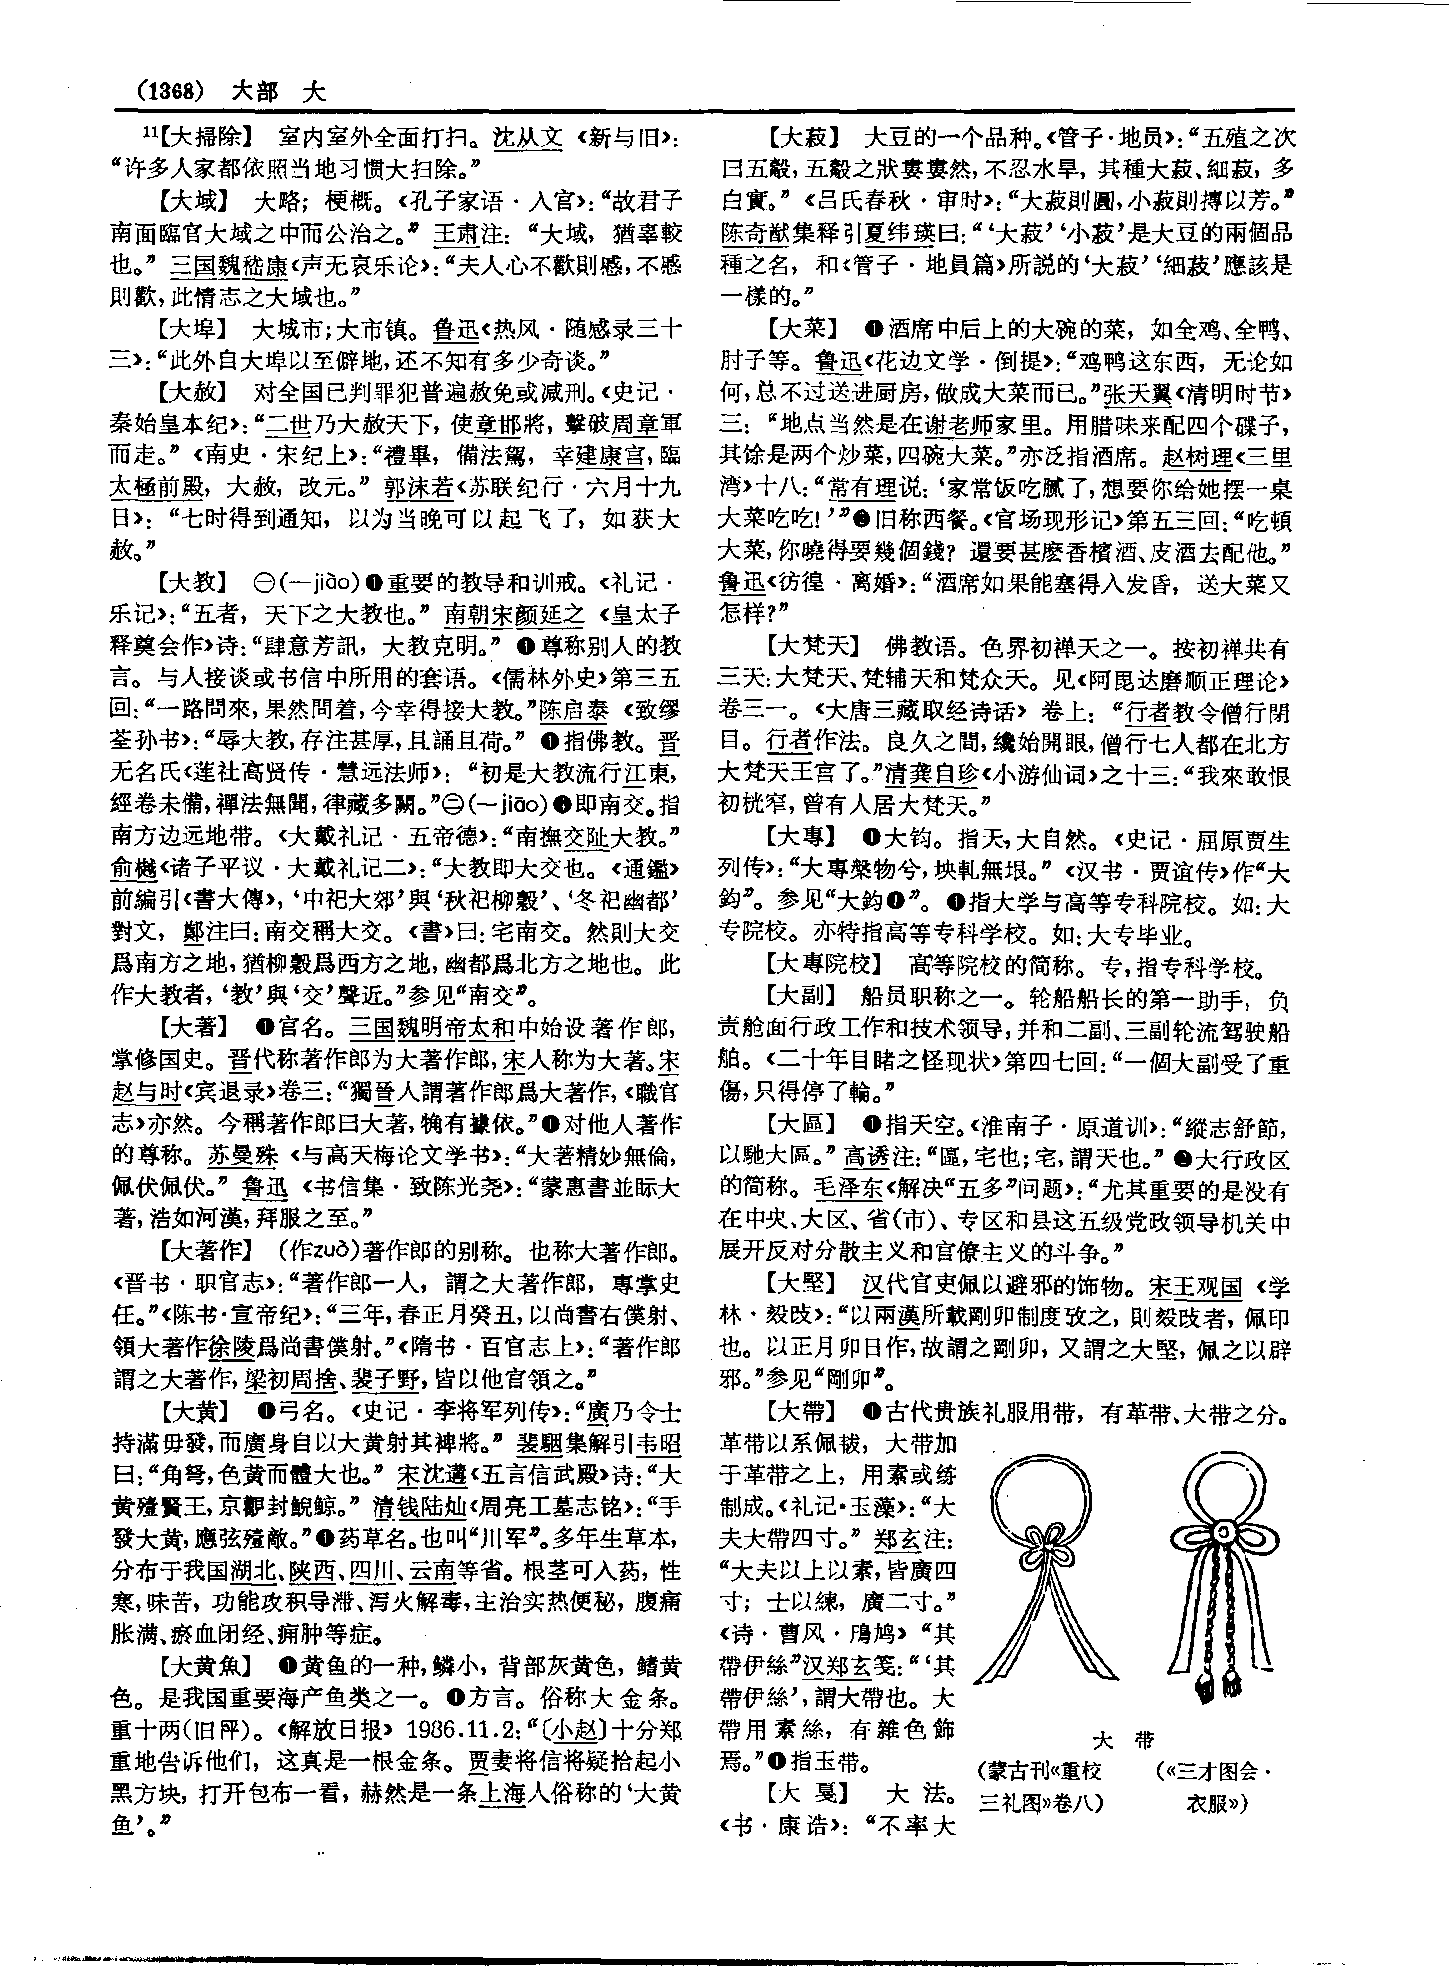 (1368) 大部 大
11【大掃除】 室内室外全面打扫。沈从文《新与旧》:
“许多人家都依照当地习惯大扫除。”
【大域】 大路；梗概。《孔子家语·入官》:“故君子
南面臨官大域之中而公治之。”王肃注：“大域，猶辜較
也。”三国魏嵇康《声无哀乐论》:“夫人心不歡則慼,不慼
則歡,此情志之大域也。”
【大埠】 大城市;大市镇。鲁迅《热风·随感录三十
三》:“此外自大埠以至僻地,还不知有多少奇谈。”
【大赦】 对全国已判罪犯普遍赦免或减刑。《史记·
秦始皇本纪》:“二世乃大赦天下，使章邯將，擊破周章軍
而走。”《南史·宋纪上》:“禮畢，備法駕，幸建康宫,臨
太極前殿，大赦，改元。”郭沫若《苏联纪行·六月十九
日》：“七时得到通知，以为当晚可以起飞了，如获大
赦。”
【大教】 ㊀(—jiào)❶重要的教导和训戒。《礼记·
乐记》:“五者，天下之大教也。”南朝宋颜延之《皇太子
释奠会作》诗:“肆意芳訊，大教克明。”❶尊称别人的教
言。与人接谈或书信中所用的套语。《儒林外史》第三五
回:“一路問來,果然問着,今幸得接大教。”陈启泰《致缪
荃孙书》:“辱大教,存注甚厚,且誦且荷。”❶指佛教。晋
无名氏《莲社高贤传·慧远法师》：“初是大教流行江東，
經卷未備,禪法無聞,律藏多闕。”㊁(—jiāo)❶即南交。指
南方边远地带。《大戴礼记·五帝德》:“南撫交阯大教。”
俞樾《诸子平议·大戴礼记二》:“大教即大交也。《通鑑》
前編引《書大傳》,‘中祀大郊’與‘秋祀柳穀’、‘冬祀幽都’
對文，鄭注曰:南交稱大交。《書》曰:宅南交。然則大交
爲南方之地,猶柳穀爲西方之地,幽都爲北方之地也。此
作大教者,‘教’與‘交’聲近。”参见“南交”。
【大著】 ❶官名。三国魏明帝太和中始设著作郎,
掌修国史。晋代称著作郎为大著作郎,宋人称为大著。宋
赵与时《宾退录》卷三:“獨晉人謂著作郎爲大著作,《職官
志》亦然。今稱著作郎曰大著,犄有據依。”❶对他人著作
的尊称。苏曼殊《与高天梅论文学书》:“大著精妙無倫,
佩伏佩伏。”鲁迅《书信集·致陈光尧》:“蒙惠書並际大
著,浩如河漢,拜服之至。”
【大著作】 (作zuò)著作郎的别称。也称大著作郎。
《晋书·职官志》:“著作郎一人，謂之大著作郎，專掌史
任。”《陈书·宣帝纪》:“三年,春正月癸丑,以尚書右僕射、
領大著作徐陵爲尚書僕射。”《隋书·百官志上》:“著作郎
謂之大著作,梁初周捨、裴子野,皆以他官領之。”
【大黄】 ❶弓名。《史记·李将军列传》:“廣乃令士
持滿毋發,而廣身自以大黄射其裨將。”裴駰集解引韦昭
曰:“角弩,色黄而體大也。”宋沈遘《五言信武殿》诗:“大
黄殪賢王,京觀封鯢鲸。”清钱陆灿《周亮工墓志铭》:“手
發大黄,應弦殪敵。”❶药草名。也叫“川军”。多年生草本,
分布于我国湖北、陕西、四川、云南等省。根茎可入药，性
寒,味苦，功能攻积导滞、泻火解毒,主治实热便秘，腹痛
胀满、瘀血闭经、痈肿等症。
【大黄魚】 ❶黄鱼的一种,鳞小，背部灰黄色，鳍黄
色。是我国重要海产鱼类之一。❶方言。俗称大金条。
重十两(旧秤)。《解放日报》 1986.11.2:“〔小赵〕十分郑
重地告诉他们，这真是一根金条。贾妻将信将疑拾起小
黑方块，打开包布一看，赫然是一条上海人俗称的‘大黄
鱼’。”
【大菽】 大豆的一个品种。《管子·地员》:“五殖之次
曰五觳,五觳之狀婁婁然,不忍水旱，其種大菽、細菽，多
白實。”《吕氏春秋·审时》:“大菽則圓,小菽則摶以芳。”
陈奇猷集释引夏纬瑛曰:“‘大菽’‘小菽’是大豆的兩個品
種之名，和《管子·地員篇》所説的‘大菽’‘細菽’應該是
一樣的。”
【大菜】 ❶酒席中后上的大碗的菜，如全鸡、全鸭、
肘子等。鲁迅《花边文学·倒提》:“鸡鸭这东西，无论如
何,总不过送进厨房,做成大菜而已。”张天翼《清明时节》
三：“地点当然是在谢老师家里。用腊味来配四个碟子，
其馀是两个炒菜,四碗大菜。”亦泛指酒席。赵树理《三里
湾》十八:“常有理说：‘家常饭吃腻了,想要你给她摆一桌
大菜吃吃!’”❷旧称西餐。《官场现形记》第五三回:“吃頓
大菜,你曉得要幾個錢？還要甚麽香檳酒、皮酒去配他。”
鲁迅《彷徨·离婚》:“酒席如果能塞得人发昏，送大菜又
怎样?”
【大梵天】 佛教语。色界初禅天之一。按初禅共有
三天:大梵天、梵辅天和梵众天。见《阿毘达磨顺正理论》
卷三一。《大唐三藏取经诗话》卷上：“行者教令僧行閉
目。行者作法。良久之間,纔始開眼,僧行七人都在北方
大梵天王宫了。”清龚自珍《小游仙词》之十三:“我來敢恨
初桄窄,曾有人居大梵天。”
【大專】 ❶大钧。指天,大自然。《史记·屈原贾生
列传》:“大專槃物兮,坱軋無垠。”《汉书·贾谊传》作“大
鈞”。参见“大鈞❶”。❶指大学与高等专科院校。如:大
专院校。亦特指高等专科学校。如:大专毕业。
【大專院校】 高等院校的简称。专,指专科学校。
【大副】 船员职称之一。轮船船长的第一助手，负
责舱面行政工作和技术领导,并和二副、三副轮流驾驶船
舶。《二十年目睹之怪现状》第四七回:“一個大副受了重
傷,只得停了輪。”
【大區】 ❶指天空。《淮南子·原道训》:“縱志舒節,
以馳大區。”高诱注:“區,宅也;宅,謂天也。”❷大行政区
的简称。毛泽东《解决“五多”问题》:“尤其重要的是没有
在中央、大区、省(市)、专区和县这五级党政领导机关中
展开反对分散主义和官僚主义的斗争。”
【大堅】 汉代官吏佩以避邪的饰物。宋王观国《学
林·毅攺》:“以兩漢所載剛卯制度攷之，則毅攺者，佩印
也。以正月卯日作,故謂之剛卯，又謂之大堅，佩之以辟
邪。”参见“剛卯”。
【大帶】 ❶古代贵族礼服用带，有革带、大带之分。
革带以系佩韨，大带加
于革带之上，用素或练
制成。《礼记·玉藻》:“大
夫大帶四寸。”郑玄注:
“大夫以上以素,皆廣四
寸；士以練，廣二寸。”
《诗·曹风·鳲鸠》“其
帶伊絲”汉郑玄笺:“‘其
帶伊絲’,謂大帶也。大
帶用素絲，有雜色飾
焉。”❶指玉带。
【大戛】 大法。
《书·康诰》：“不率大
大 带
(蒙古刊《重校
三礼图》卷八)
(《三才图会·
衣服》)